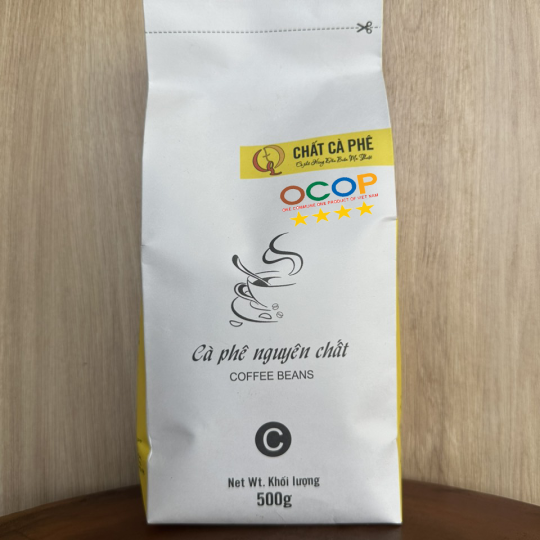 CHẤT CÀ PHÊ
OCOP
ONE COMMUNE ONE PRODUCT OF VIET NAM
Cà phê nguyên chất
COFFEE BEANS
C
Net Wt. Khối lượng
500g